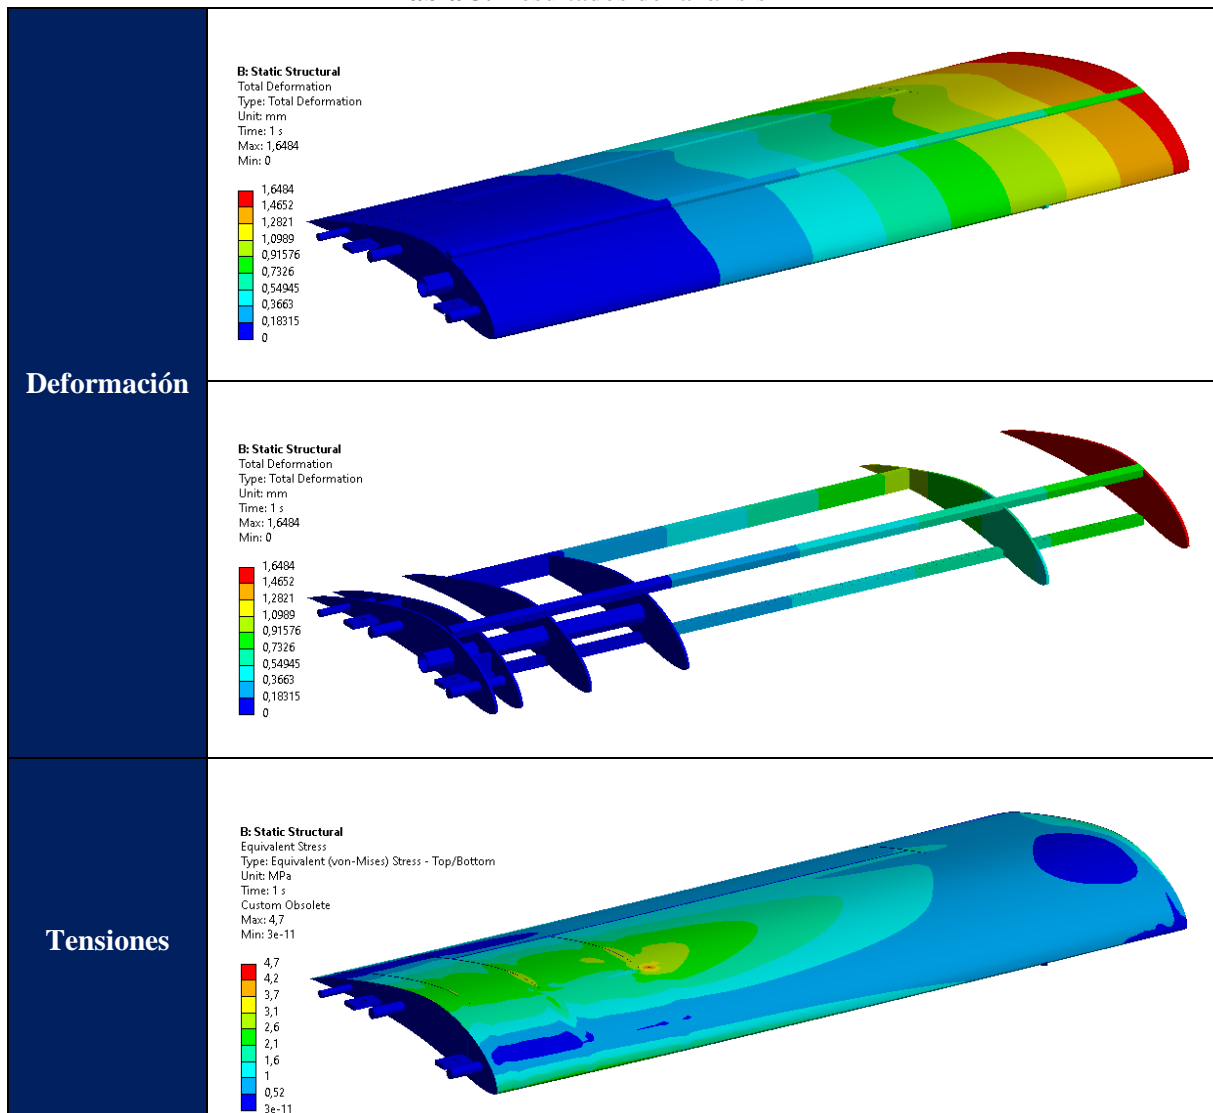 Deformación
B: Static Structural
Total Deformation
Type: Total Deformation
Unit: mm
Time: 1 s
Max: 1,6484
Min: 0
1,6484
1,4652
1,2821
1,0989
0,91576
0,7326
0,54945
0,3663
0,18315
0
B: Static Structural
Total Deformation
Type: Total Deformation
Unit: mm
Time: 1 s
Max: 1,6484
Min: 0
1,6484
1,4652
1,2821
1,0989
0,91576
0,7326
0,54945
0,3663
0,18315
0
Tensiones
B: Static Structural
Equivalent Stress
Type: Equivalent (von-Mises) Stress - Top/Bottom
Unit: MPa
Time: 1 s
Custom Obsolete
Max: 4,7
Min: 3e-11
4,7
4,2
3,7
3,1
2,6
2,1
1,6
1
0,52
3e-11